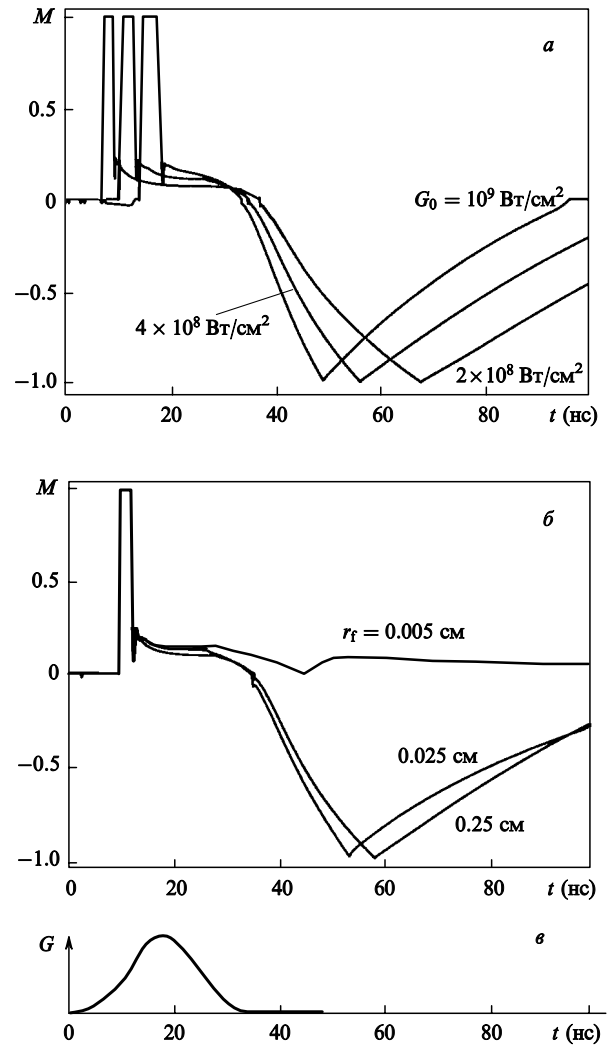 M
а
0.5
0
G₀ = 10⁹ Вт/см²
−0.5
4 × 10⁸ Вт/см²
2×10⁸ Вт/см²
−1.0
0 20 40 60 80
t (нс)
M
б
0.5
r_f = 0.005 см
0
0.025 см
−0.5
0.25 см
−1.0
0 20 40 60 80 t (нс)
G
в
0 20 40 60 80 t (нс)